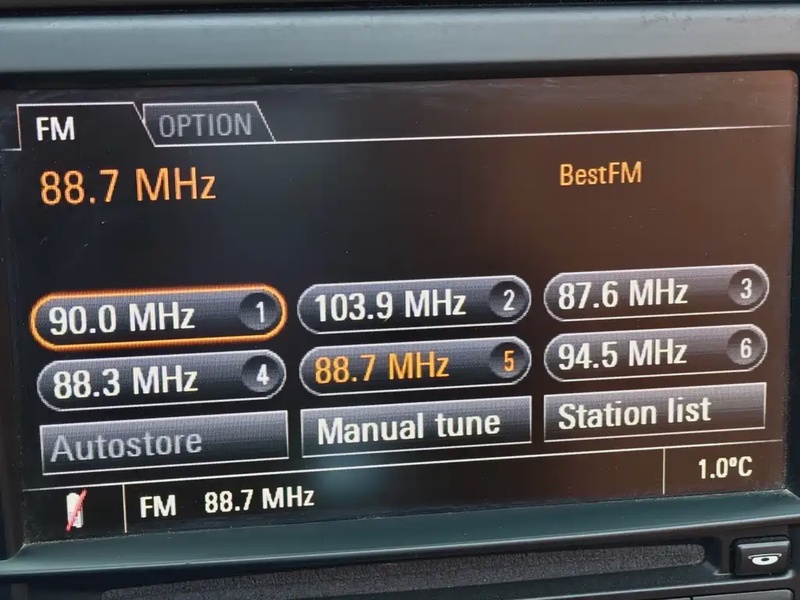 FM OPTION
88.7 MHz BestFM
90.0 MHz 1 103.9 MHz 2 87.6 MHz 3
88.3 MHz 4 88.7 MHz 5 94.5 MHz 6
Autostore Manual tune Station list
FM 88.7 MHz 1.0°C